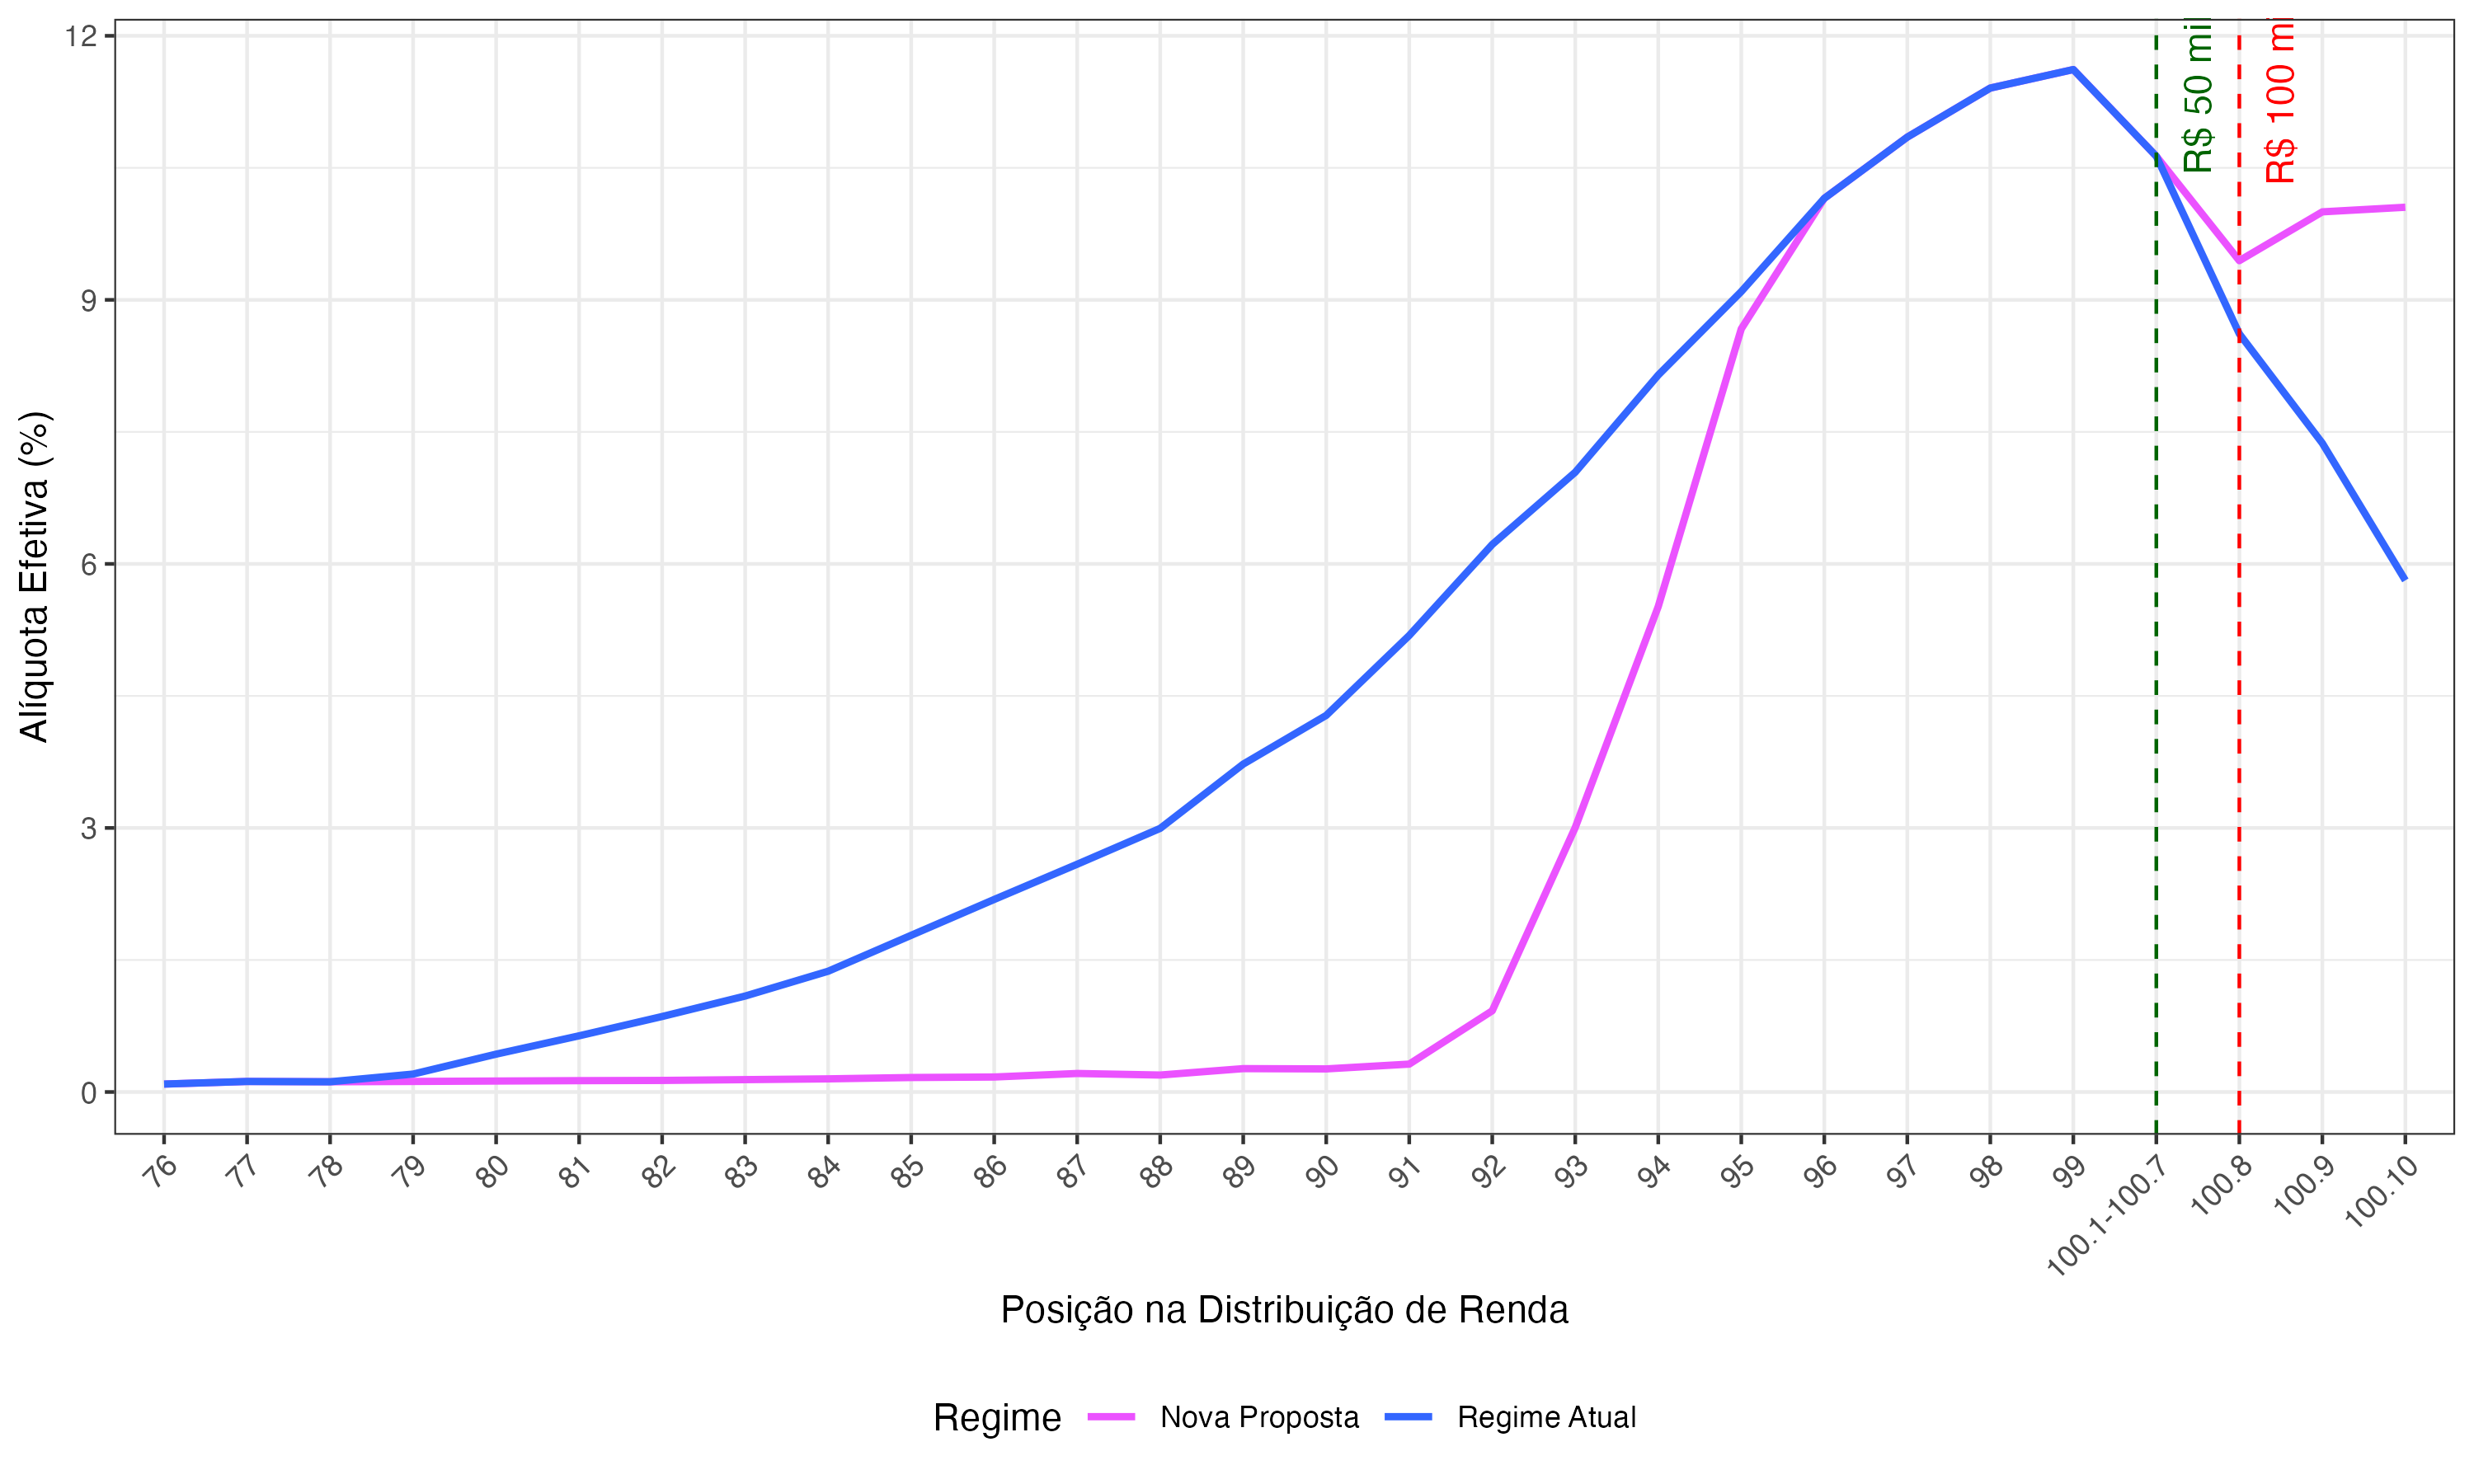 R$ 50 mil
R$ 100 mi
12
9
6
3
0
Alíquota Efetiva (%)
76 77 78 79 80 81 82 83 84 85 86 87 88 89 90 91 92 93 94 95 96 97 98 99 100.1-100.7 100.8 100.9 100.10
Posição na Distribuição de Renda
Regime Nova Proposta Regime Atual